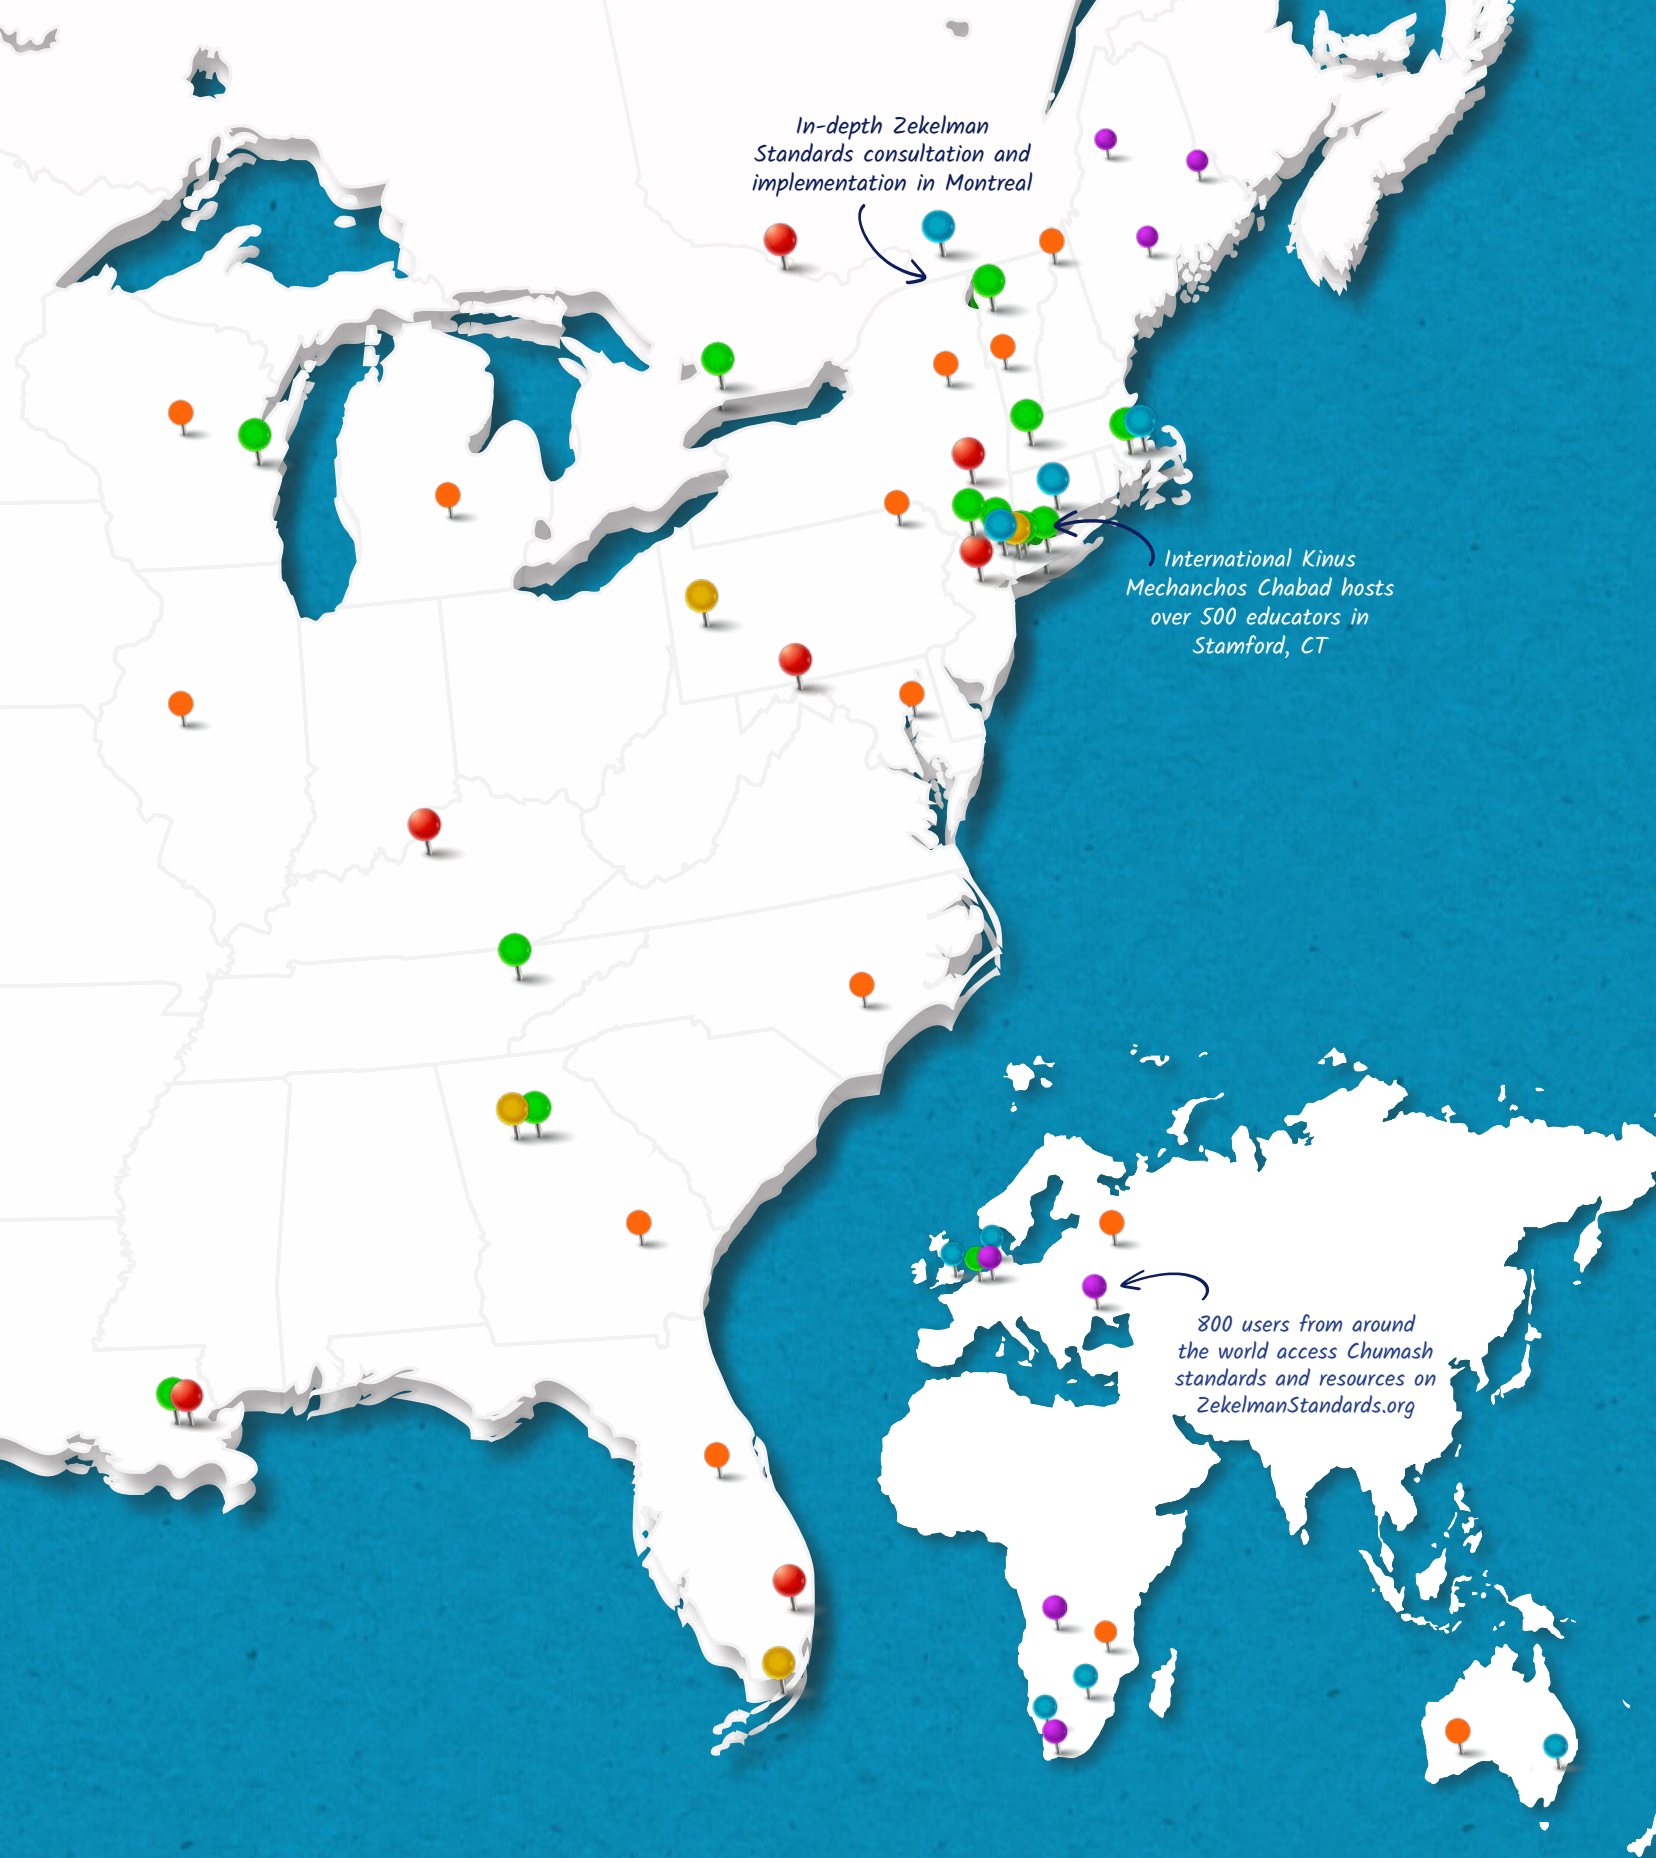 In-depth Zekelman
Standards consultation and
implementation in Montreal
International Kinus
Mechanchos Chabad hosts
over 500 educators in
Stamford, CT
800 users from around
the world access Chumash
standards and resources on
ZekelmanStandards.org